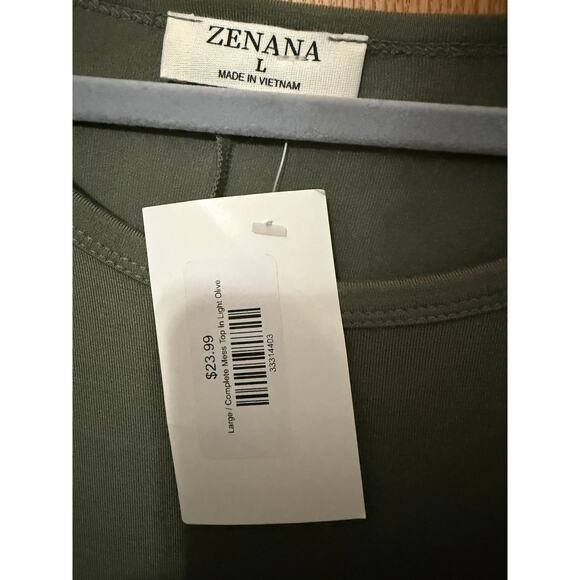 ZENANA
L
MADE IN VIETNAM
$23.99
Large / Complete Mess Top In Light Olive
33314403